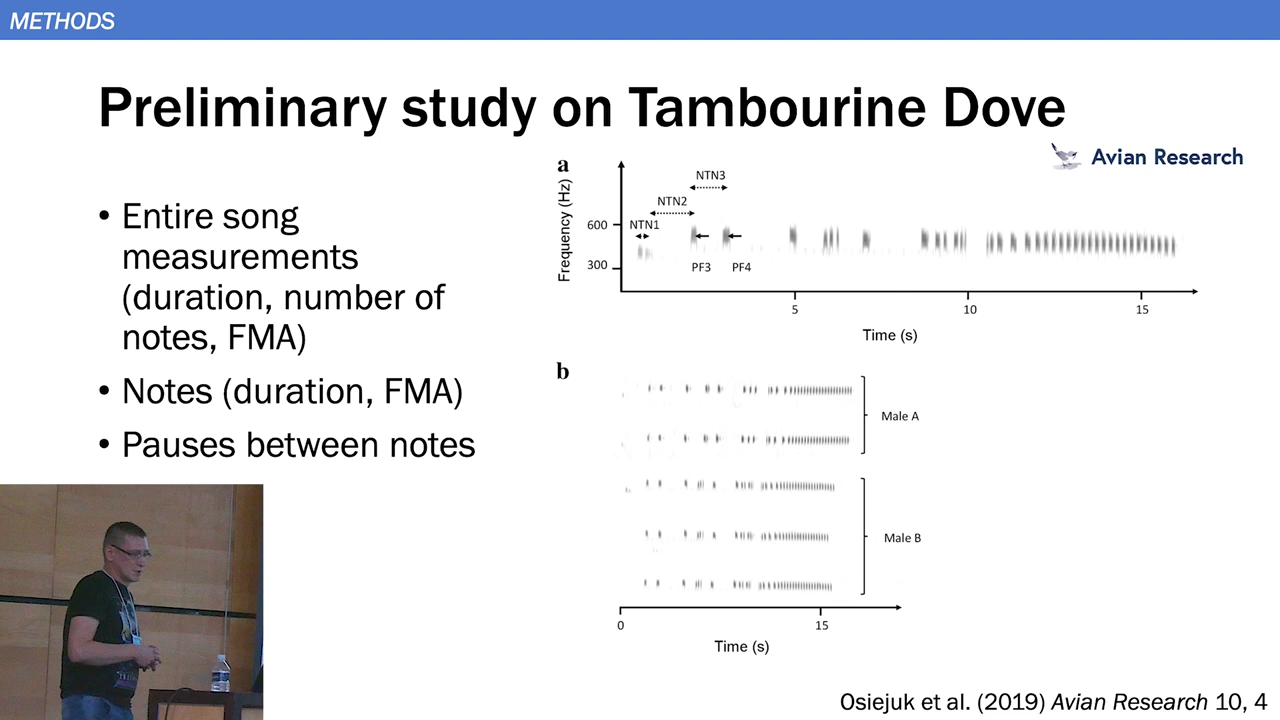 METHODS
Preliminary study on Tambourine Dove
Avian Research
• Entire song
measurements
(duration, number of
notes, FMA)
• Notes (duration, FMA)
• Pauses between notes
a
Frequency (Hz)
600
300
NTN3
NTN2
NTN1
PF3
PF4
5
10
15
Time (s)
b
Male A
Male B
0
15
Time (s)
Osiejuk et al. (2019) Avian Research 10, 4